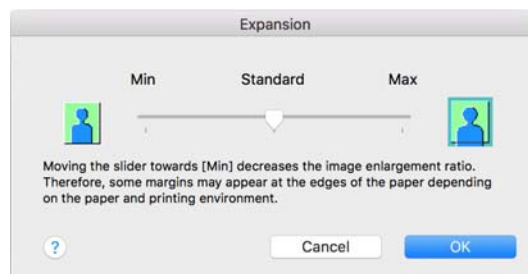 Expansion
Min Standard Max
Moving the slider towards [Min] decreases the image enlargement ratio.
Therefore, some margins may appear at the edges of the paper depending
on the paper and printing environment.
? Cancel OK